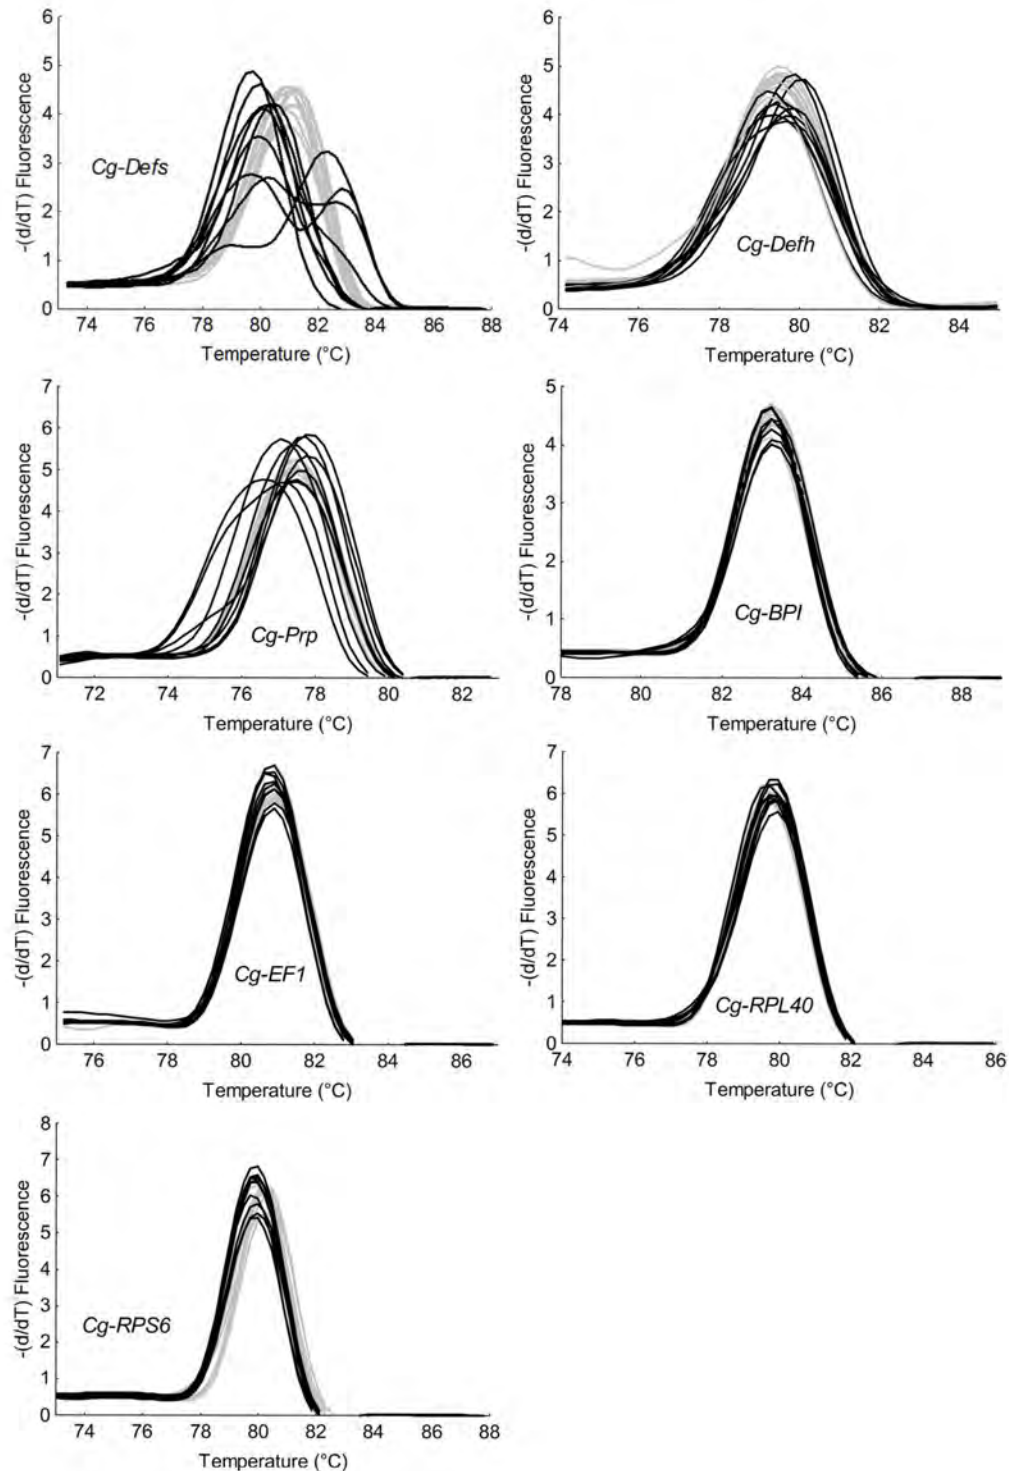 -(d/dT) Fluorescence
6
5
4
3
2
1
0
Cg-Defs
74 76 78 80 82 84 86 88
Temperature (°C)
-(d/dT) Fluorescence
6
5
4
3
2
1
0
Cg-Defh
74 76 78 80 82 84
Temperature (°C)
-(d/dT) Fluorescence
7
6
5
4
3
2
1
0
Cg-Prp
72 74 76 78 80 82
Temperature (°C)
-(d/dT) Fluorescence
5
4
3
2
1
0
Cg-BPI
78 80 82 84 86 88
Temperature (°C)
-(d/dT) Fluorescence
7
6
5
4
3
2
1
0
Cg-EF1
76 78 80 82 84 86
Temperature (°C)
-(d/dT) Fluorescence
7
6
5
4
3
2
1
0
Cg-RPL40
74 76 78 80 82 84 86
Temperature (°C)
-(d/dT) Fluorescence
8
7
6
5
4
3
2
1
0
Cg-RPS6
74 76 78 80 82 84 86 88
Temperature (°C)